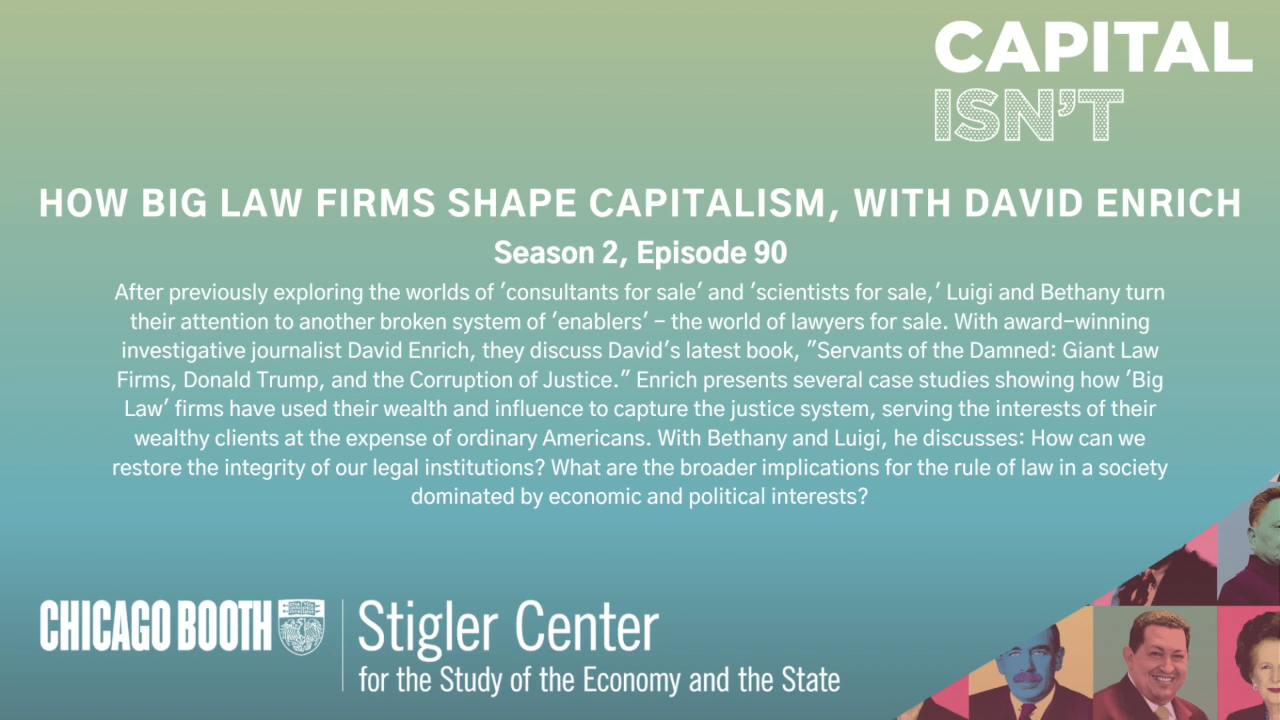 CAPITAL
ISN'T
HOW BIG LAW FIRMS SHAPE CAPITALISM, WITH DAVID ENRICH
Season 2, Episode 90
After previously exploring the worlds of 'consultants for sale' and 'scientists for sale,' Luigi and Bethany turn
their attention to another broken system of 'enablers' – the world of lawyers for sale. With award-winning
investigative journalist David Enrich, they discuss David's latest book, "Servants of the Damned: Giant Law
Firms, Donald Trump, and the Corruption of Justice." Enrich presents several case studies showing how 'Big
Law' firms have used their wealth and influence to capture the justice system, serving the interests of their
wealthy clients at the expense of ordinary Americans. With Bethany and Luigi, he discusses: How can we
restore the integrity of our legal institutions? What are the broader implications for the rule of law in a society
dominated by economic and political interests?
CHICAGO BOOTH
Stigler Center
for the Study of the Economy and the State